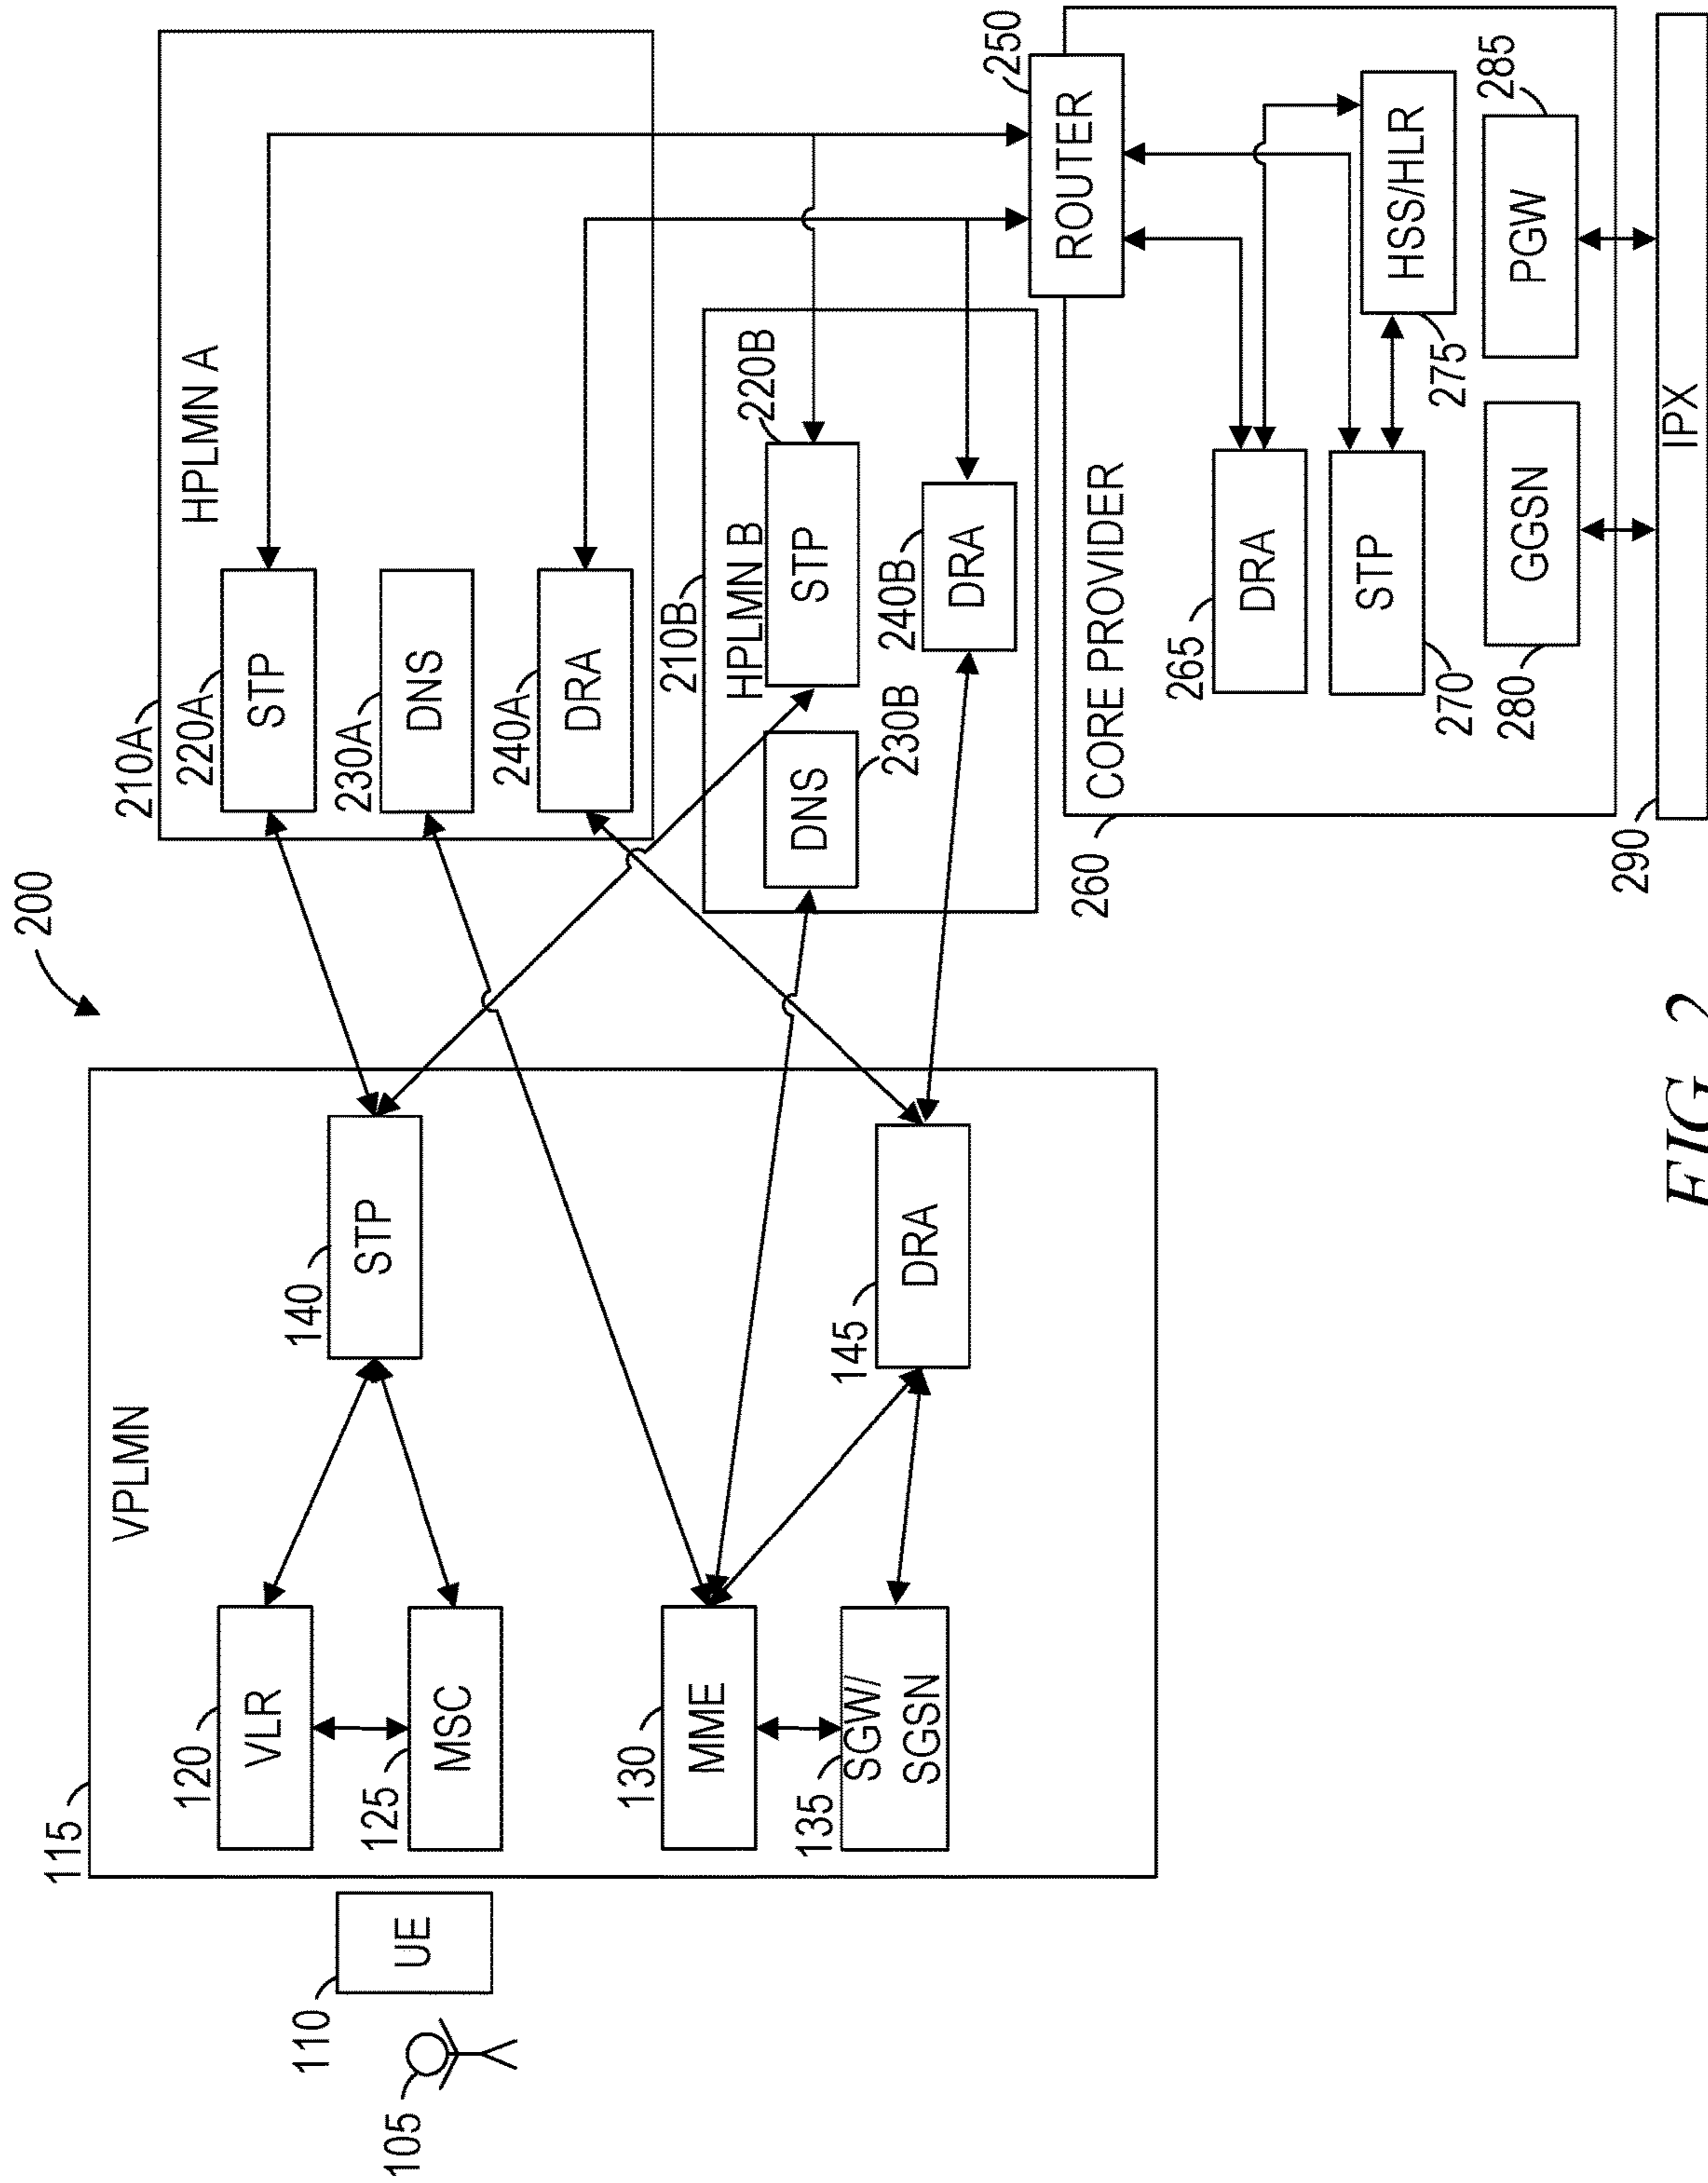 200
105
110
UE
115
VPLMN
120
VLR
125
MSC
130
MME
135
SGW/
SGSN
140
STP
145
DRA
210A
HPLMN A
220A
STP
230A
DNS
240A
DRA
210B
HPLMN B
220B
STP
230B
DNS
240B
DRA
250
ROUTER
260
CORE PROVIDER
265
DRA
270
STP
275
HSS/HLR
280
GGSN
285
PGW
290
IPX
FIG. 2